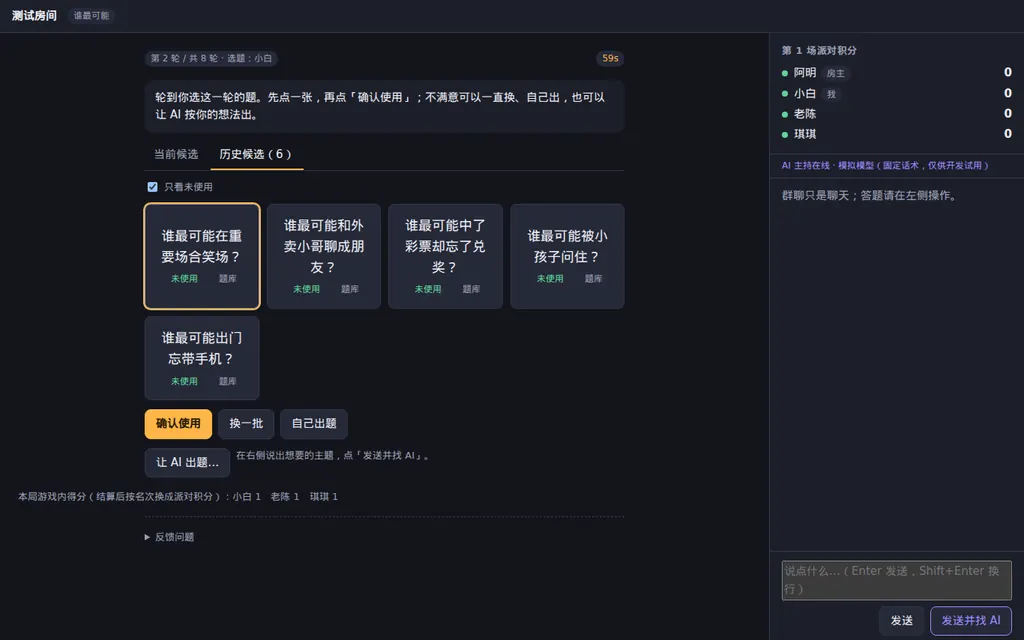 测试房间 谁最可能
第 2 轮 / 共 8 轮 · 选题：小白 59s
轮到你选这一轮的题。先点一张，再点「确认使用」；不满意可以一直换、自己出，也可以
让 AI 按你的想法出。
当前候选 历史候选（6）
只看未使用
谁最可能在重
要场合笑场？
未使用 题库
谁最可能和外
卖小哥聊成朋
友？
未使用 题库
谁最可能中了
彩票却忘了兑
奖？
未使用 题库
谁最可能被小
孩子问住？
未使用 题库
谁最可能出门
忘带手机？
未使用 题库
确认使用 换一批 自己出题
让 AI 出题… 在右侧说出想要的主题，点「发送并找 AI」。
本局游戏内得分（结算后按名次换成派对积分）：小白 1 老陈 1 琪琪 1
反馈问题
第 1 场派对积分
阿明 房主 0
小白 我 0
老陈 0
琪琪 0
AI 主持在线 · 模拟模型（固定话术，仅供开发试用）
群聊只是聊天；答题请在左侧操作。
说点什么…（Enter 发送，Shift+Enter 换
行）
发送 发送并找 AI